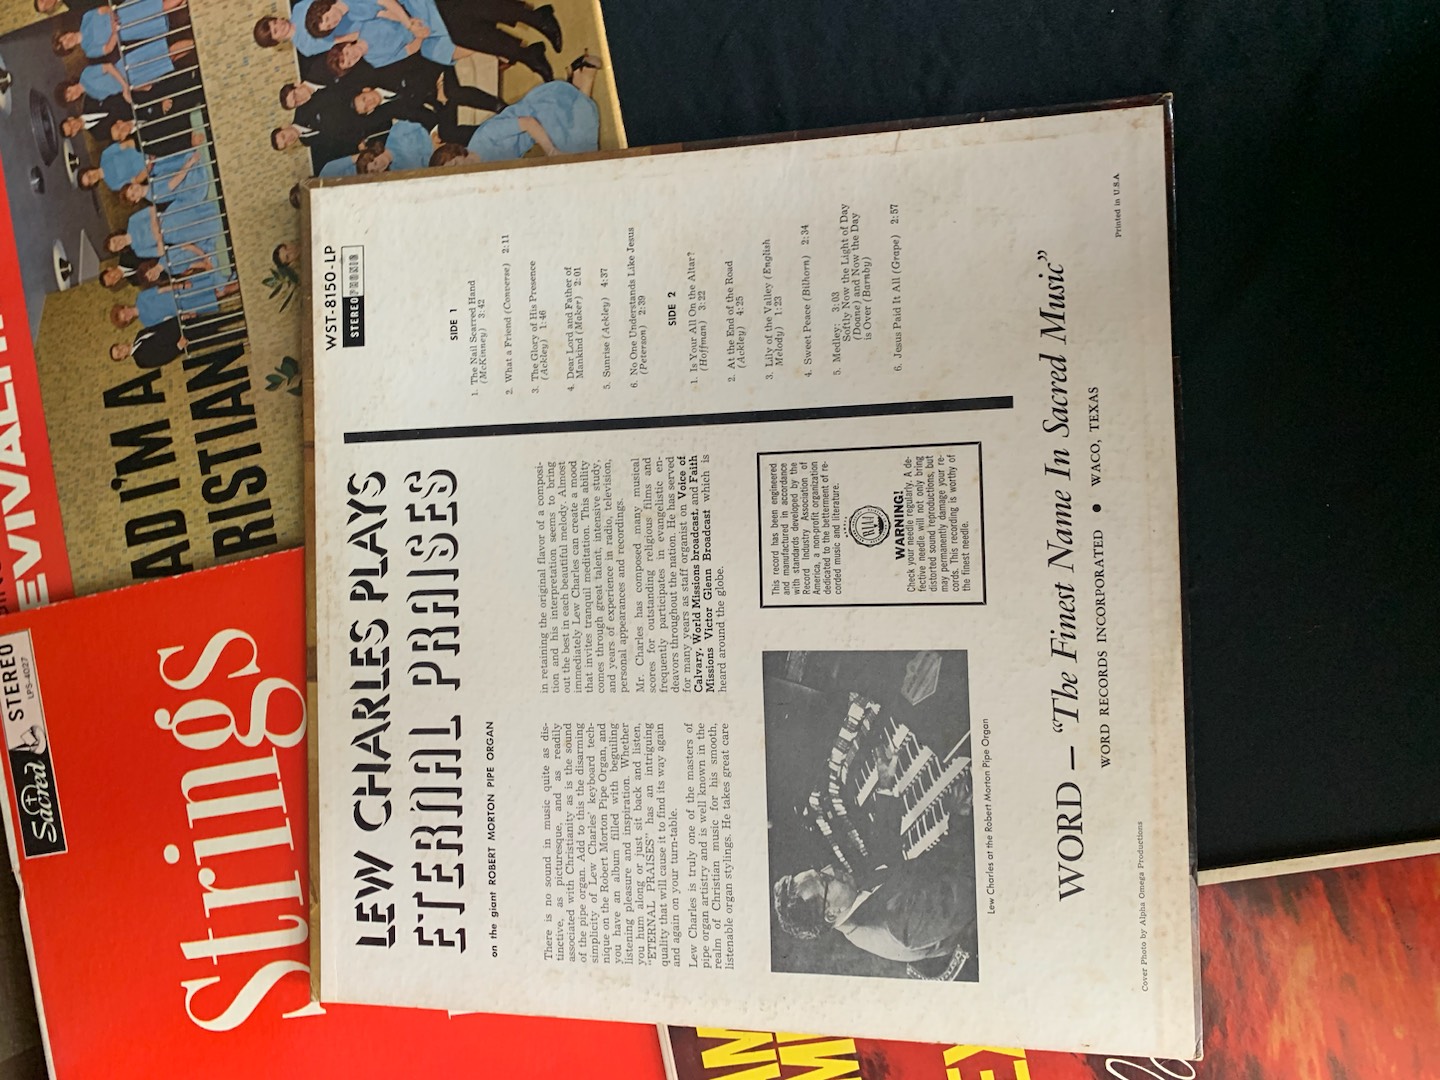 WST-8150-LP
STEREOPHONIC
LEW CHARLES PLAYS
ETERNAL PRAISES
on the giant ROBERT MORTON PIPE ORGAN
There is no sound in music quite as dis-
tinctive, as picturesque, and as readily
associated with Christianity as is the sound
of the pipe organ. Add to this the disarming
simplicity of Lew Charles' keyboard tech-
nique on the Robert Morton Pipe Organ, and
you have an album filled with beguiling
listening pleasure and inspiration. Whether
you hum along or just sit back and listen,
"ETERNAL PRAISES" has an intriguing
quality that will cause it to find its way again
and again on your turn-table.
Lew Charles is truly one of the masters of
pipe organ artistry and is well known in the
realm of Christian music for his smooth,
listenable organ stylings. He takes great care
in retaining the original flavor of a composi-
tion and his interpretation seems to bring
out the best in each beautiful melody. Almost
immediately Lew Charles can create a mood
that invites tranquil meditation. This ability
comes through great talent, intensive study,
and years of experience in radio, television,
personal appearances and recordings.
Mr. Charles has composed many musical
scores for outstanding religious films and
frequently participates in evangelistic en-
deavors throughout the nation. He has served
for many years as staff organist on Voice of
Calvary, World Missions broadcast, and Faith
Missions Victor Glenn Broadcast which is
heard around the globe.
SIDE 1
1. The Nail Scarred Hand
(McKinney) 3:42
2. What a Friend (Converse) 2:11
3. The Glory of His Presence
(Ackley) 1:46
4. Dear Lord and Father of
Mankind (Maker) 2:01
5. Sunrise (Ackley) 4:37
6. No One Understands Like Jesus
(Peterson) 2:39
SIDE 2
1. Is Your All On the Altar?
(Hoffman) 3:22
2. At the End of the Road
(Ackley) 4:25
3. Lily of the Valley (English
Melody) 1:23
4. Sweet Peace (Bilhorn) 2:34
5. Medley: 3:03
Softly Now the Light of Day
(Doane) and Now the Day
is Over (Barnby)
6. Jesus Paid It All (Grape) 2:57
Lew Charles at the Robert Morton Pipe Organ
This record has been engineered
and manufactured in accordance
with standards developed by the
Record Industry Association of
America, a non-profit organization
dedicated to the betterment of re-
corded music and literature.
RIAA
WARNING!
Check your needle regularly. A de-
fective needle will not only bring
distorted sound reproductions, but
may permanently damage your re-
cords. This recording is worthy of
the finest needle.
WORD — "The Finest Name In Sacred Music"
WORD RECORDS INCORPORATED • WACO, TEXAS
Cover Photo by Alpha Omega Productions
Printed in U.S.A
Sacred
STEREO
LPS-4027
Strings
AD I'M A
RISTIAN